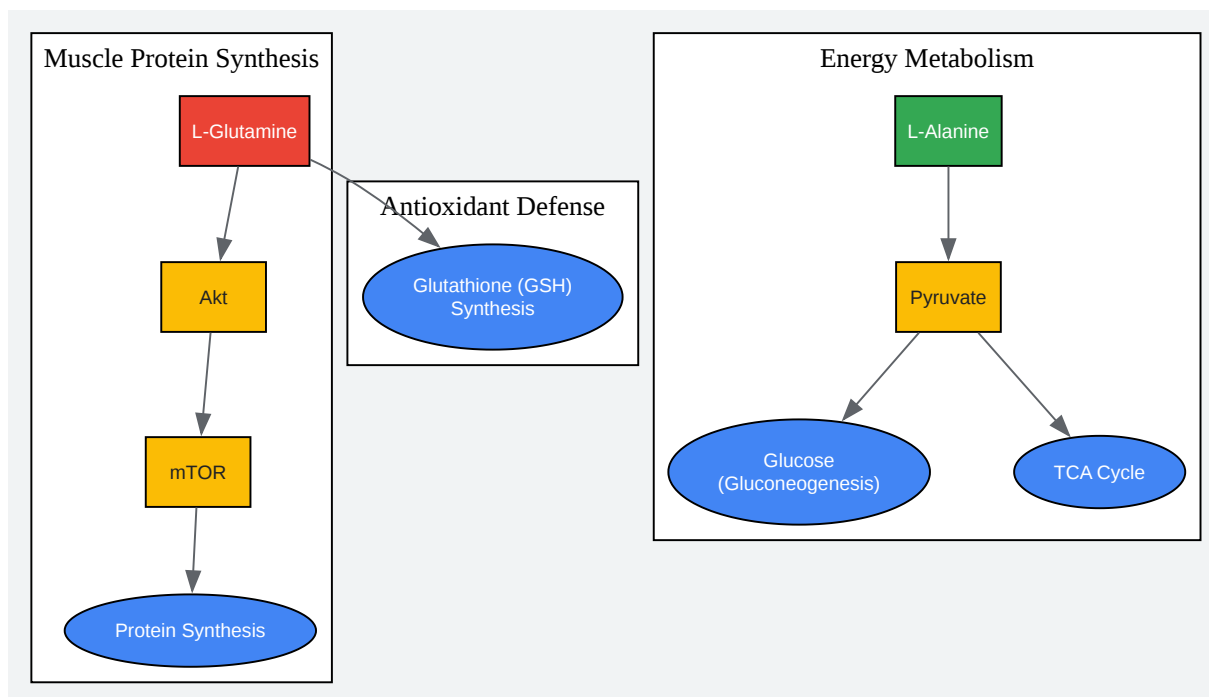 Muscle Protein Synthesis
L-Glutamine
Akt
mTOR
Protein Synthesis
Antioxidant Defense
Glutathione (GSH)
Synthesis
Energy Metabolism
L-Alanine
Pyruvate
Glucose
(Gluconeogenesis)
TCA Cycle